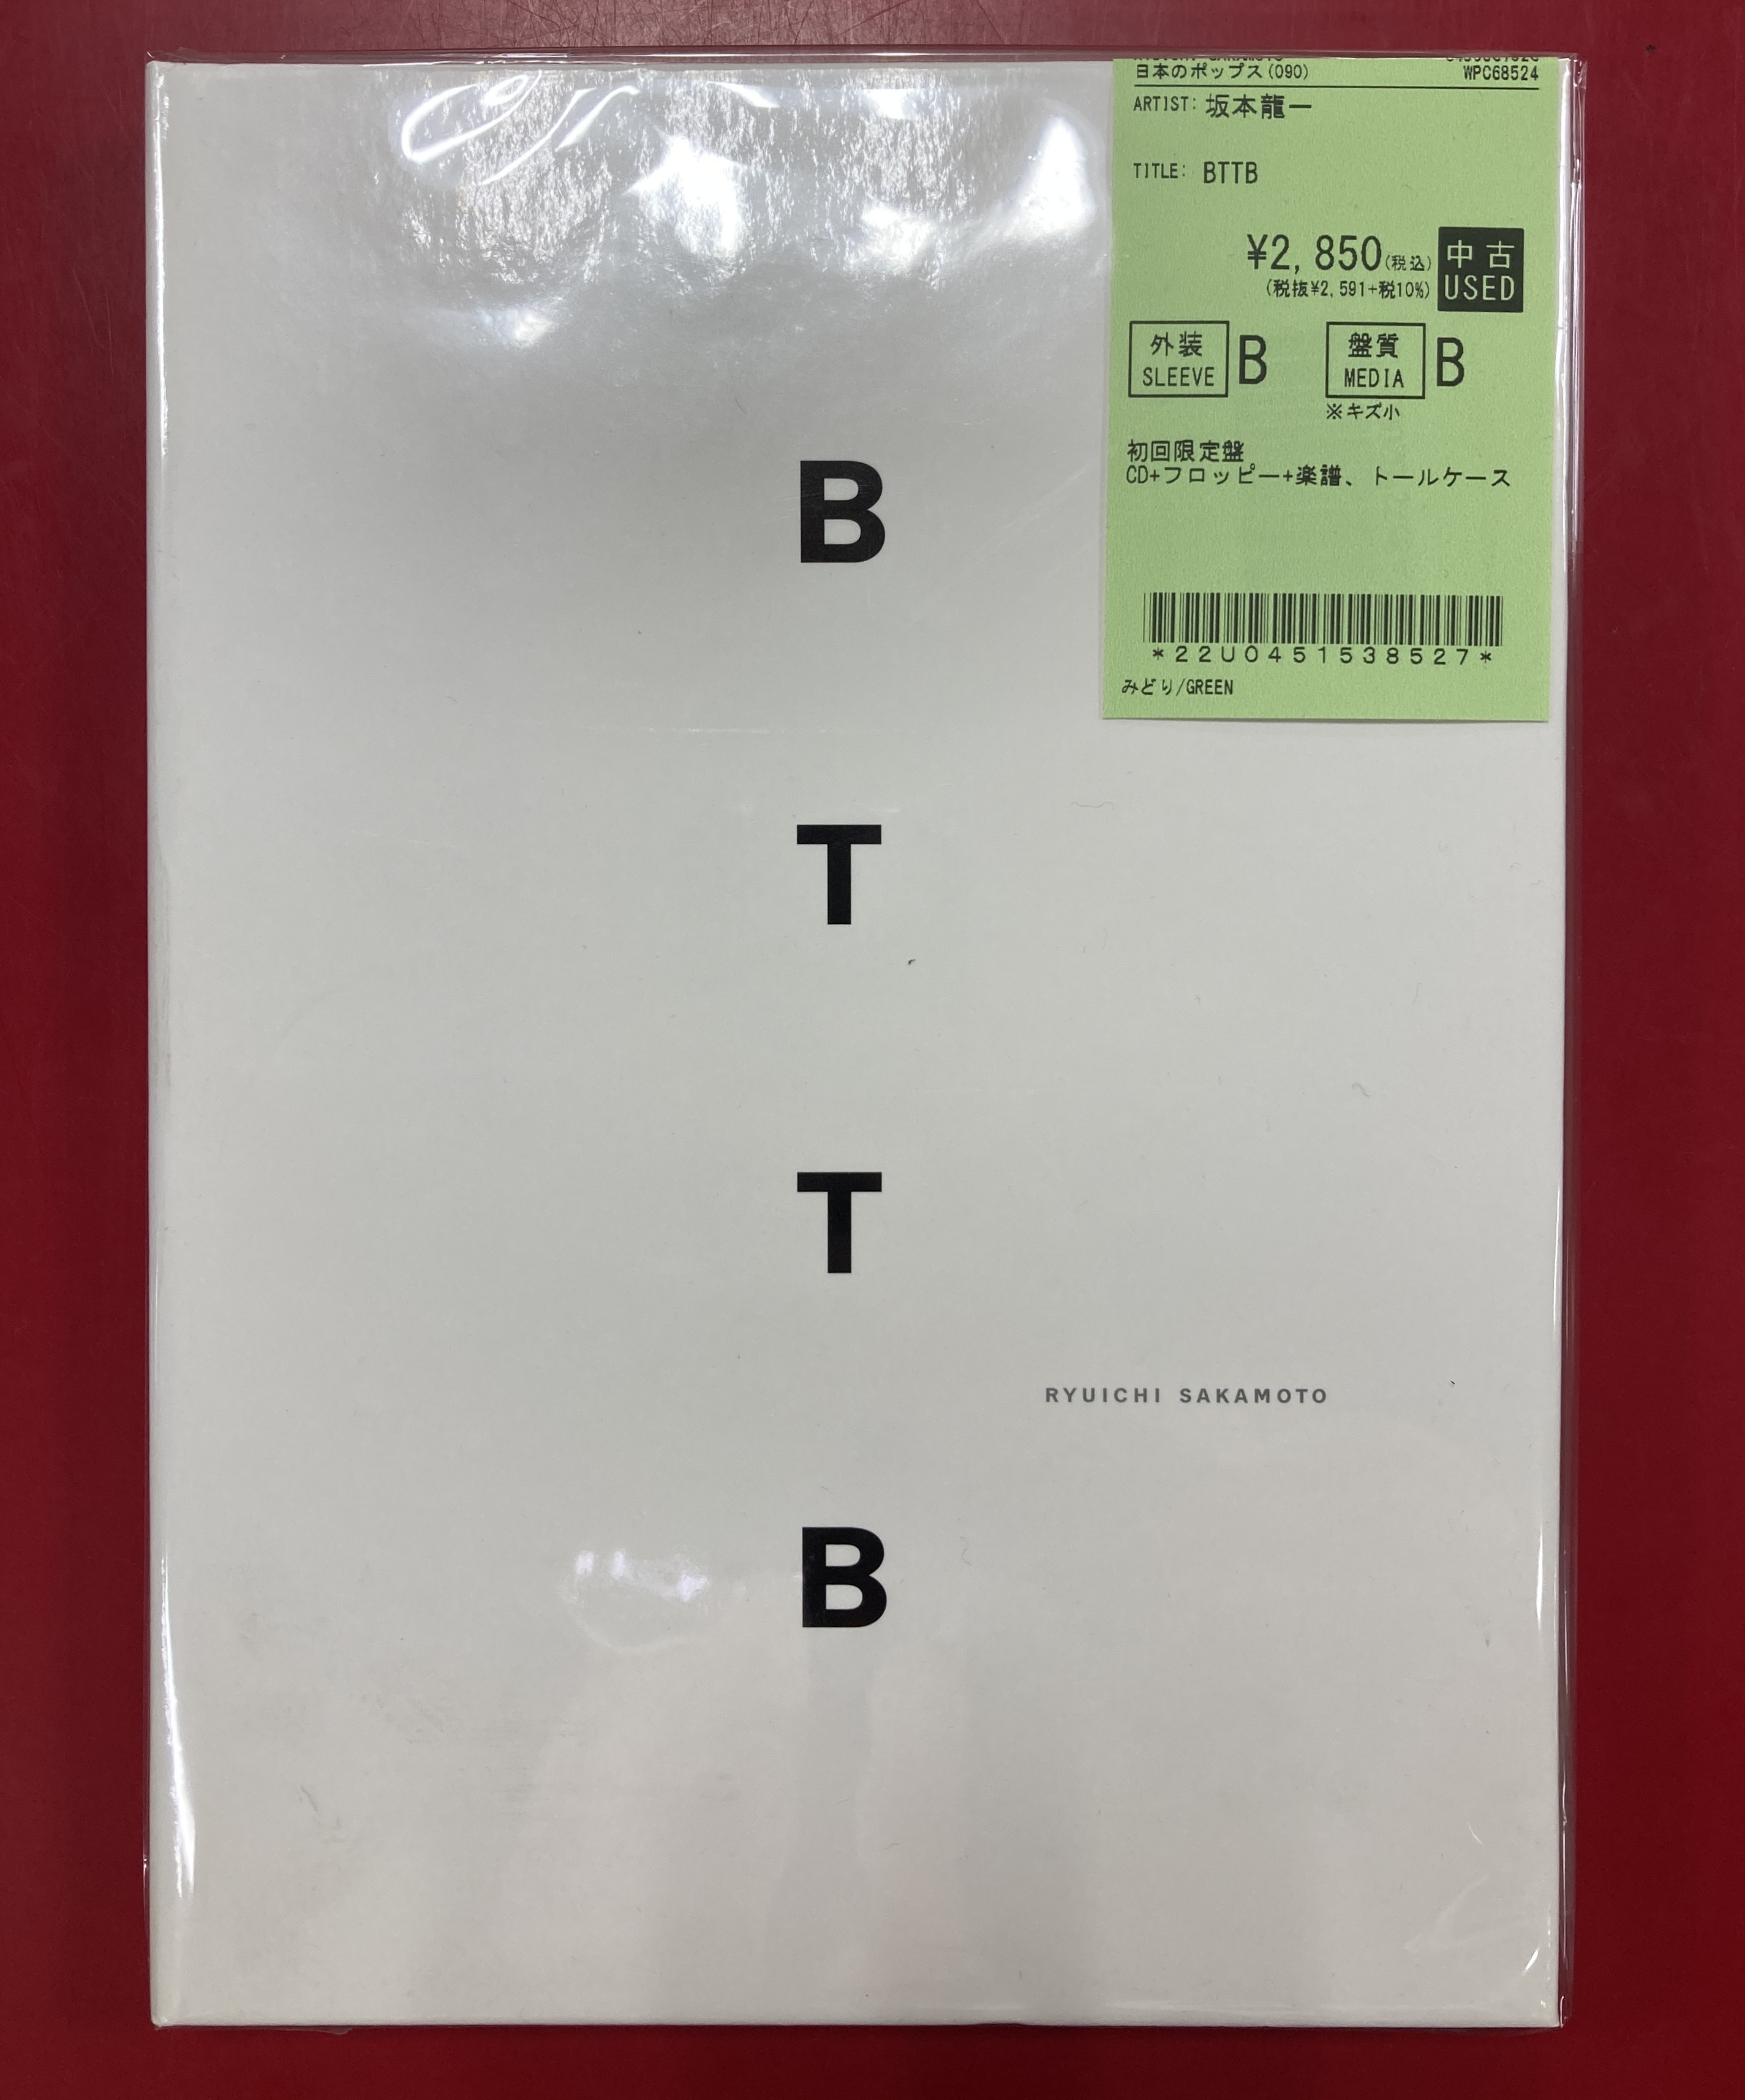 日本のポップス(090) WPC68524
ARTIST: 坂本龍一
TITLE: BTTB
¥2,850(税込)
(税抜¥2,591+税10%)
中古
USED
外装
SLEEVE
B
盤質
MEDIA
B
※キズ小
初回限定盤
CD+フロッピー+楽譜、トールケース
*22U0451538527*
みどり/GREEN
B
T
T
RYUICHI SAKAMOTO
B